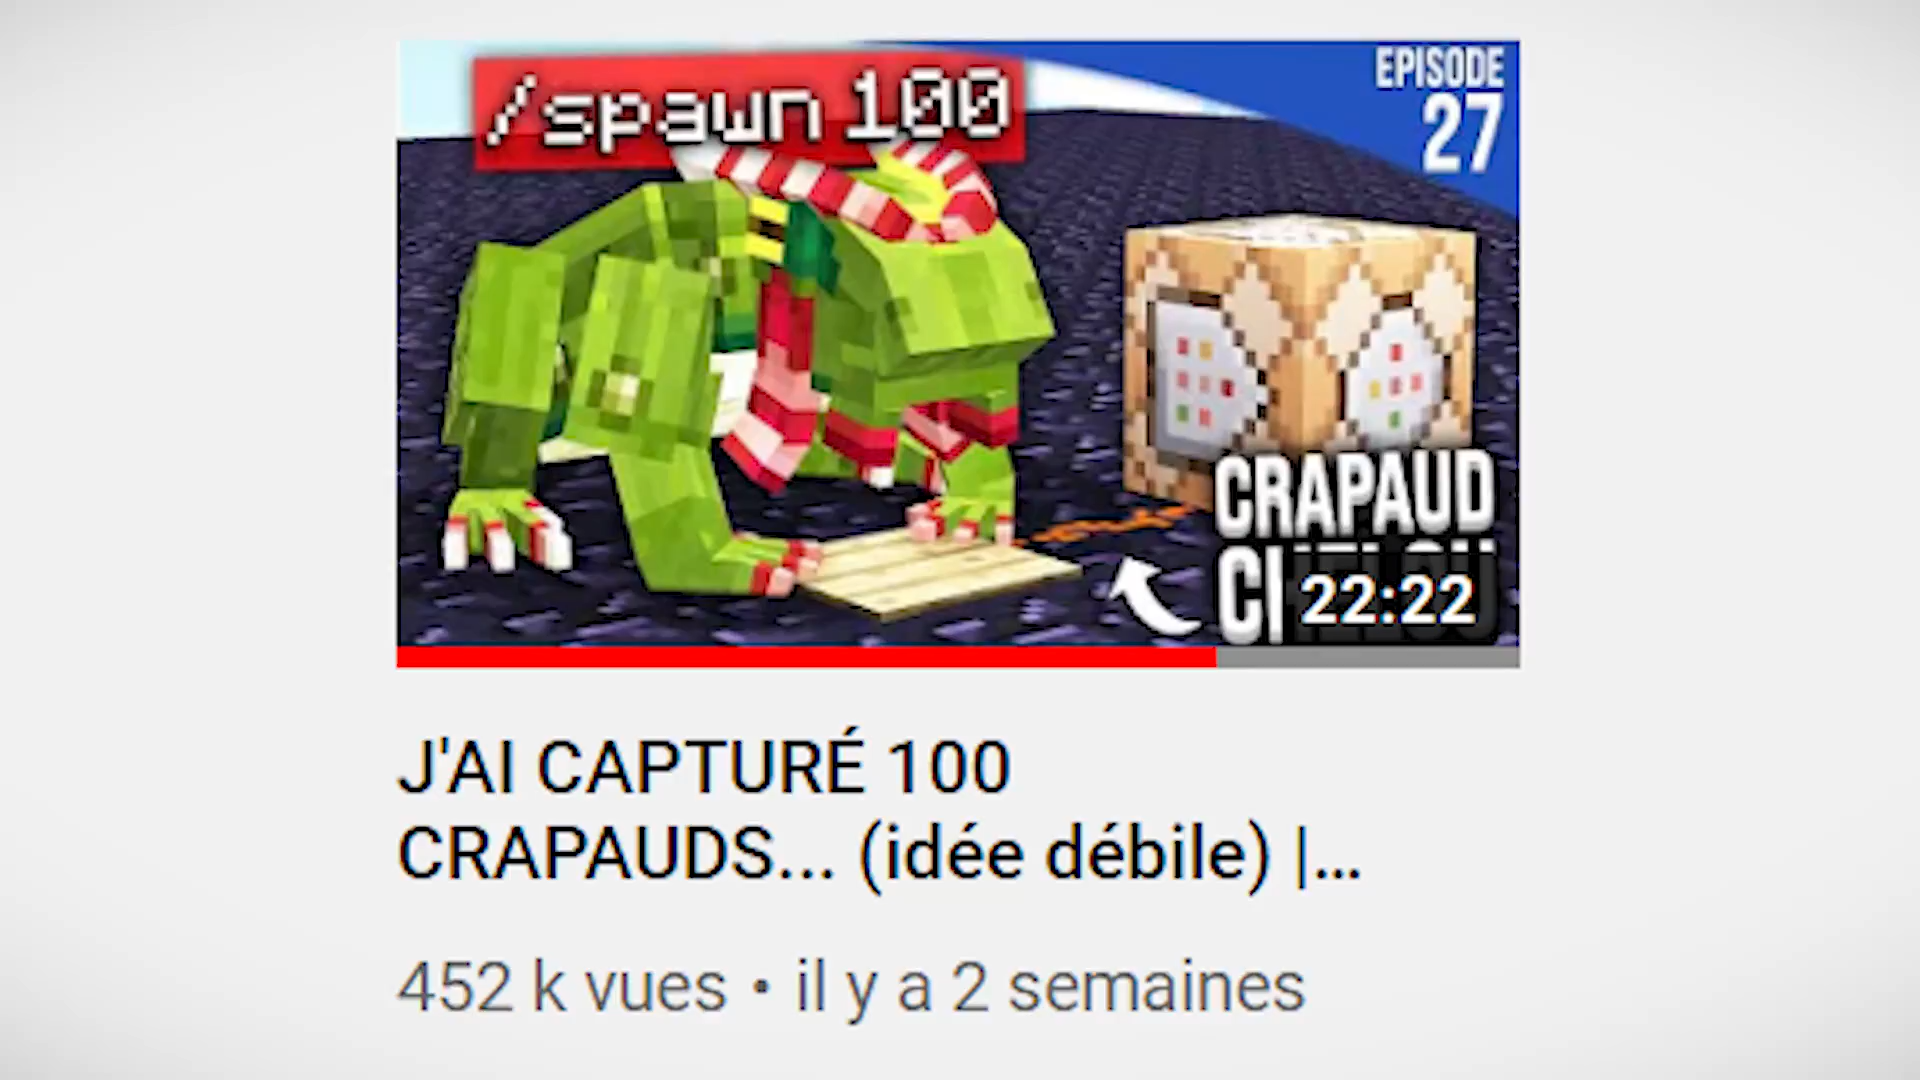 /spawn 100
EPISODE
27
CRAPAUD
22:22
J'AI CAPTURÉ 100
CRAPAUDS... (idée débile) |...
452 k vues • il y a 2 semaines